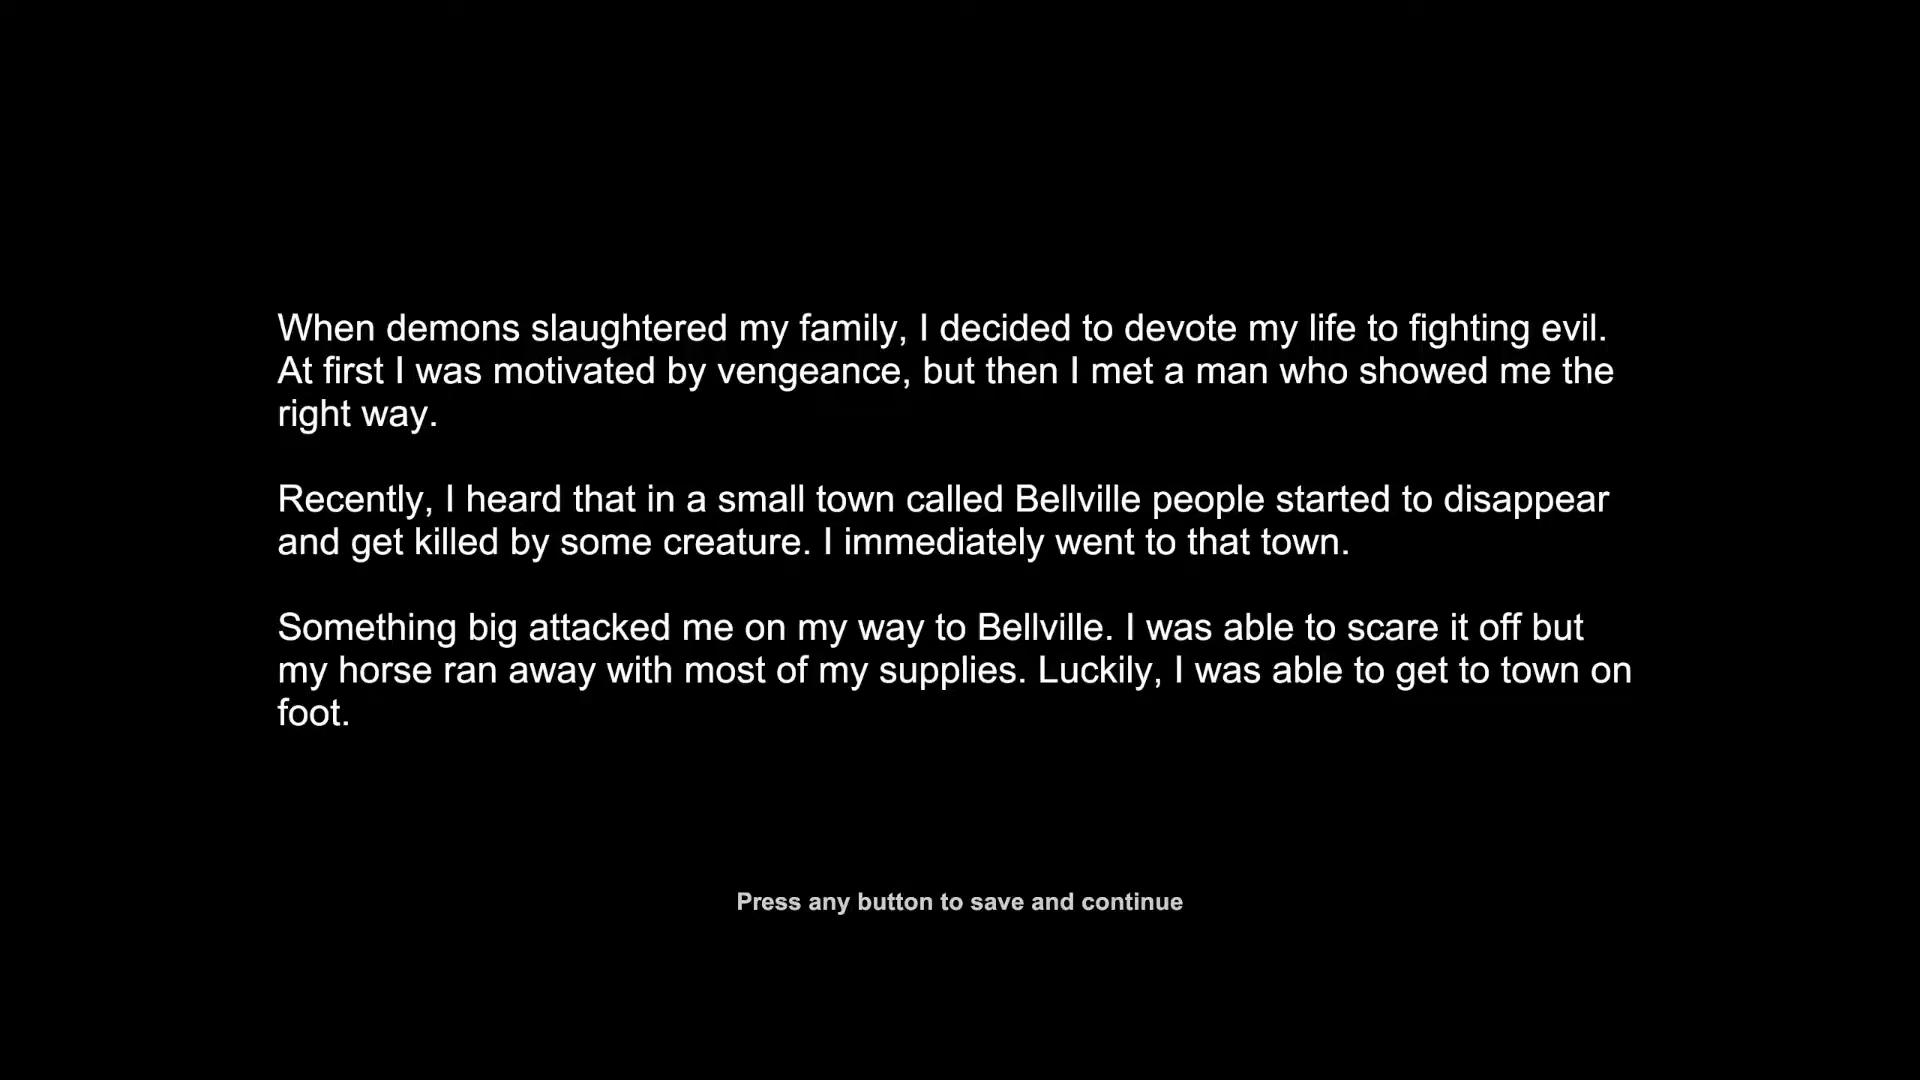 When demons slaughtered my family, I decided to devote my life to fighting evil.
At first I was motivated by vengeance, but then I met a man who showed me the
right way.
Recently, I heard that in a small town called Bellville people started to disappear
and get killed by some creature. I immediately went to that town.
Something big attacked me on my way to Bellville. I was able to scare it off but
my horse ran away with most of my supplies. Luckily, I was able to get to town on
foot.
Press any button to save and continue